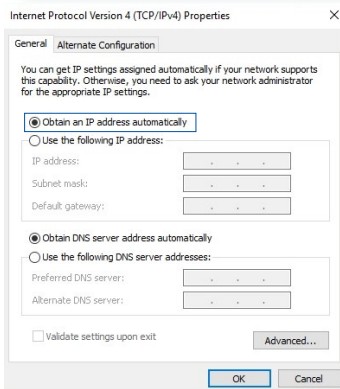 Internet Protocol Version 4 (TCP/IPv4) Properties
General
Alternate Configuration
You can get IP settings assigned automatically if your network supports
this capability. Otherwise, you need to ask your network administrator
for the appropriate IP settings.
Obtain an IP address automatically
Use the following IP address:
IP address:
Subnet mask:
Default gateway:
Obtain DNS server address automatically
Use the following DNS server addresses:
Preferred DNS server:
Alternate DNS server:
Validate settings upon exit
Advanced...
OK
Cancel